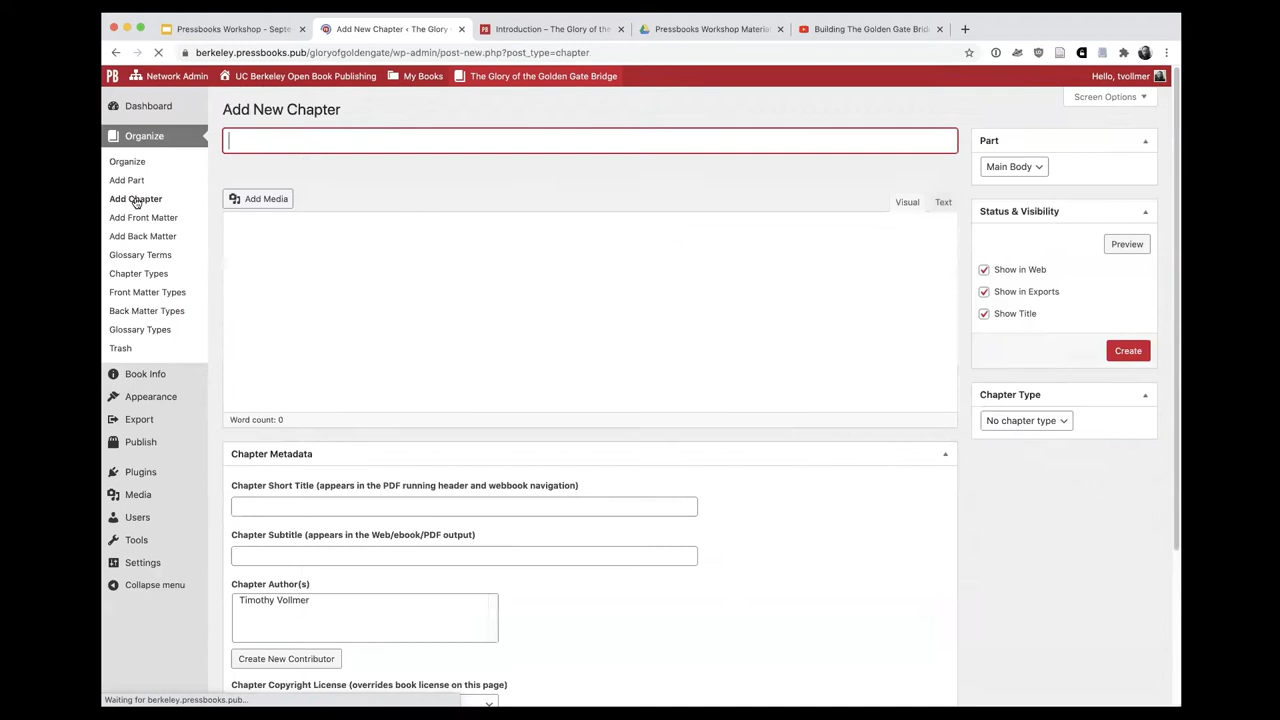 Pressbooks Workshop - Septe
Add New Chapter ‹ The Glory
Introduction – The Glory of the
Pressbooks Workshop Material
Building The Golden Gate Brid
berkeley.pressbooks.pub/gloryofgoldengate/wp-admin/post-new.php?post_type=chapter
PB Network Admin UC Berkeley Open Book Publishing My Books The Glory of the Golden Gate Bridge Hello, tvollmer
Screen Options
Dashboard
Organize
Organize
Add Part
Add Chapter
Add Front Matter
Add Back Matter
Glossary Terms
Chapter Types
Front Matter Types
Back Matter Types
Glossary Types
Trash
Book Info
Appearance
Export
Publish
Plugins
Media
Users
Tools
Settings
Collapse menu
Add New Chapter
Add Media
Visual Text
Word count: 0
Chapter Metadata
Chapter Short Title (appears in the PDF running header and webbook navigation)
Chapter Subtitle (appears in the Web/ebook/PDF output)
Chapter Author(s)
Timothy Vollmer
Create New Contributor
Chapter Copyright License (overrides book license on this page)
Part
Main Body
Status & Visibility
Preview
Show in Web
Show in Exports
Show Title
Create
Chapter Type
No chapter type
Waiting for berkeley.pressbooks.pub...